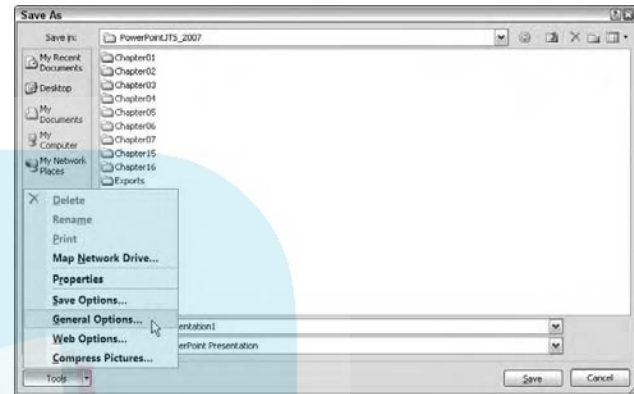 Save As
Save in:
PowerPointJTS_2007
My Recent Documents
Desktop
My Documents
My Computer
My Network Places
Chapter01
Chapter02
Chapter03
Chapter04
Chapter05
Chapter06
Chapter07
Chapter15
Chapter16
Exports
Delete
Rename
Print
Map Network Drive...
Properties
Save Options...
General Options...
Web Options...
Compress Pictures...
entation1
erPoint Presentation
Tools
Save
Cancel